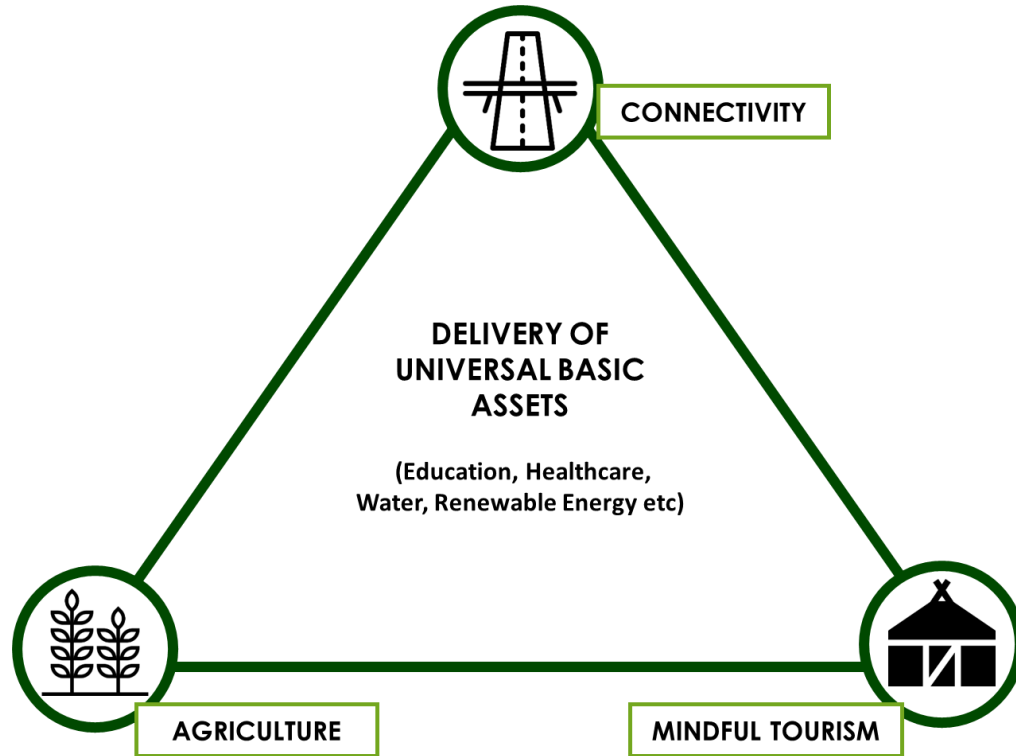 CONNECTIVITY
DELIVERY OF
UNIVERSAL BASIC
ASSETS
(Education, Healthcare,
Water, Renewable Energy etc)
AGRICULTURE
MINDFUL TOURISM